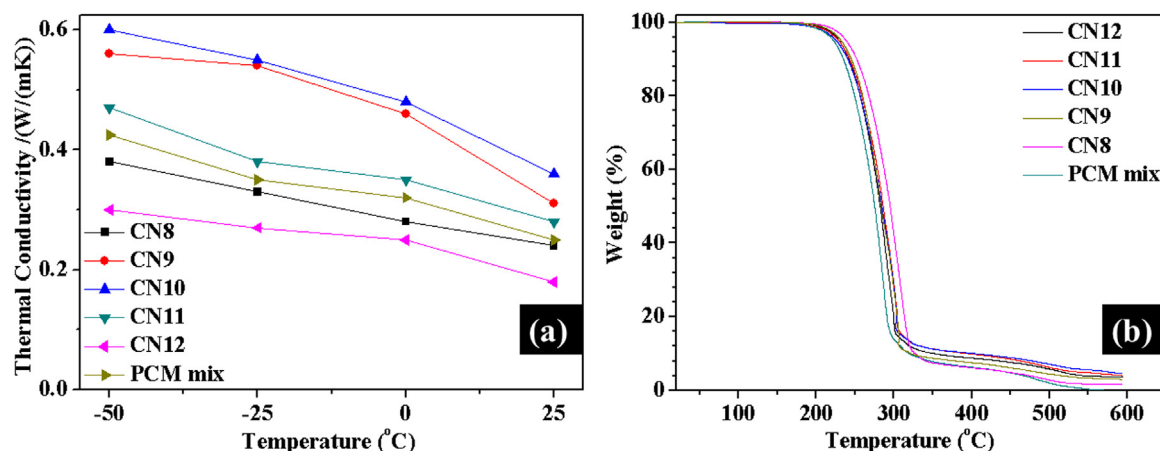 Thermal Conductivity /(W/(mK))
0.6
0.4
0.2
0.0
CN8
CN9
CN10
CN11
CN12
PCM mix
(a)
-50 -25 0 25
Temperature (°C)
Weight (%)
100
80
60
40
20
0
CN12
CN11
CN10
CN9
CN8
PCM mix
(b)
100 200 300 400 500 600
Temperature (°C)